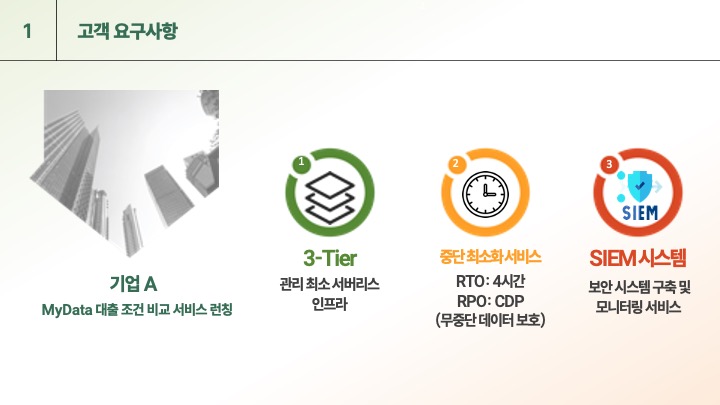 1
고객 요구사항
기업 A
MyData 대출 조건 비교 서비스 런칭
1
3-Tier
관리 최소 서버리스
인프라
2
중단 최소화 서비스
RTO: 4시간
RPO: CDP
(무중단 데이터 보호)
3
SIEM
SIEM 시스템
보안 시스템 구축 및
모니터링 서비스